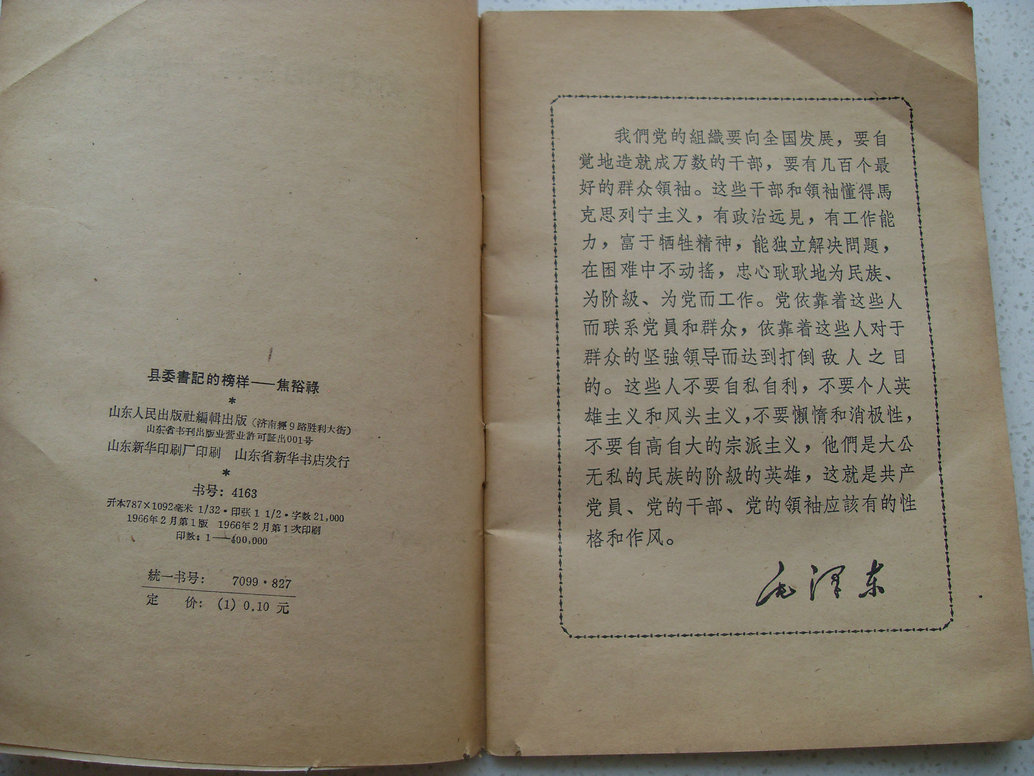 县委書記的榜样——焦裕祿
*
山东人民出版社編輯出版（济南經9路胜利大街）
山东省书刊出版业营业許可証出001号
山东新华印刷厂印刷 山东省新华书店发行
*
书号：4163
开本787×1092毫米 1/32·印张1 1/2·字数21,000
1966年2月第1版 1966年2月第1次印刷
印数：1—400,000
統一书号： 7099·827
定 价：(1) 0.10 元
我們党的組織要向全国发展，要自
觉地造就成万数的干部，要有几百个最
好的群众領袖。这些干部和領袖懂得馬
克思列宁主义，有政治远見，有工作能
力，富于牺牲精神，能独立解决問題，
在困难中不动搖，忠心耿耿地为民族、
为阶級、为党而工作。党依靠着这些人
而联系党員和群众，依靠着这些人对于
群众的坚強領导而达到打倒敌人之目
的。这些人不要自私自利，不要个人英
雄主义和风头主义，不要懶惰和消极性，
不要自高自大的宗派主义，他們是大公
无私的民族的阶級的英雄，这就是共产
党員、党的干部、党的領袖应該有的性
格和作风。
毛泽东